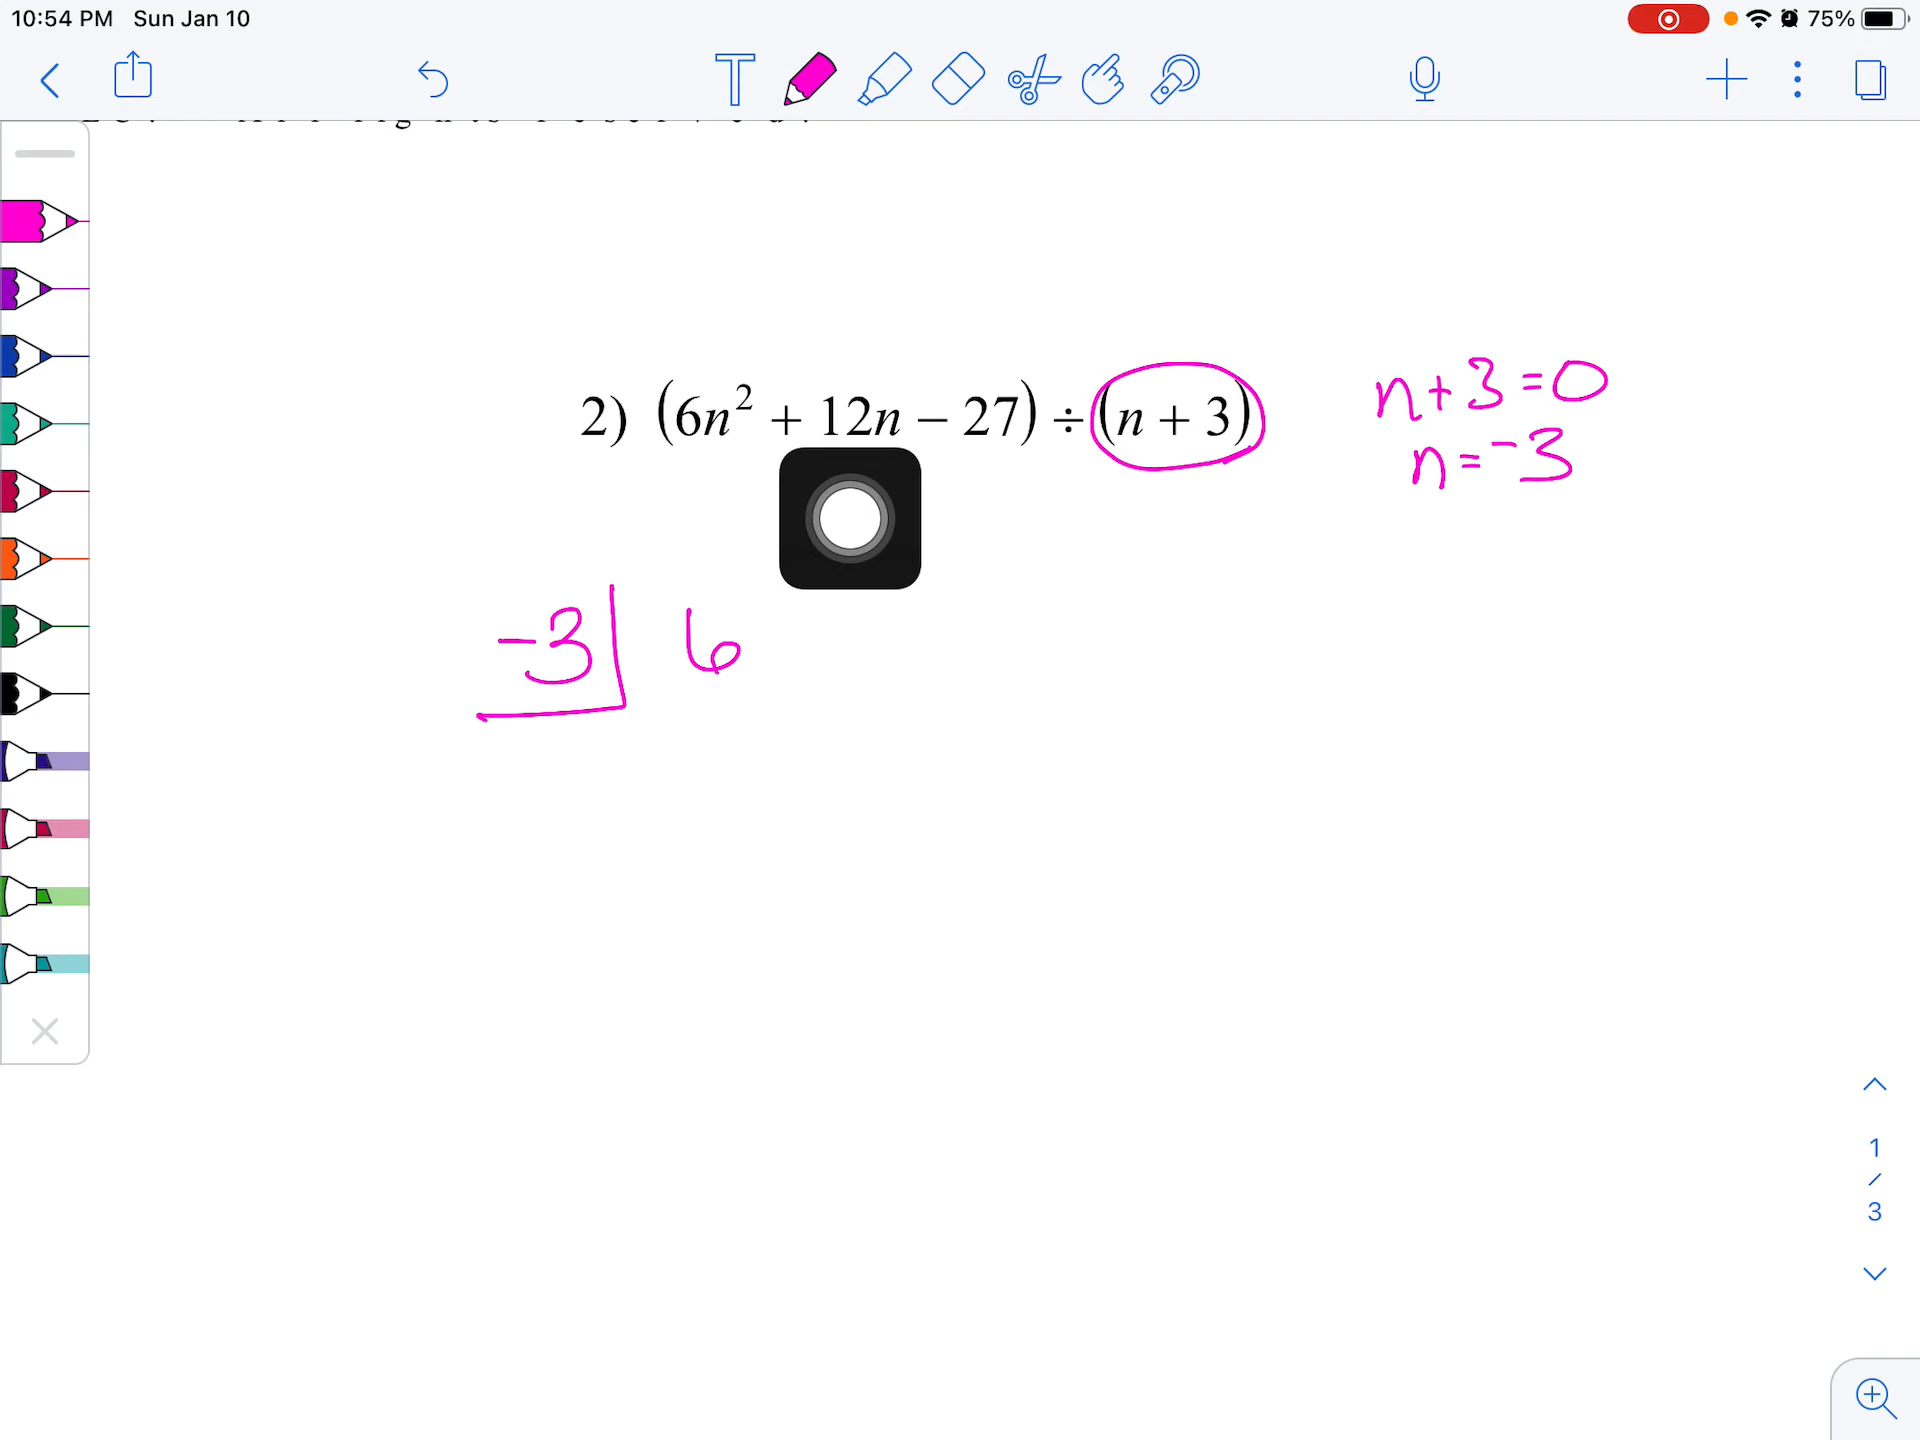 10:54 PM Sun Jan 10
75%
n+3=0
2) (6n² + 12n − 27) ÷ (n + 3)
n=-3
-3 6
1
/
3